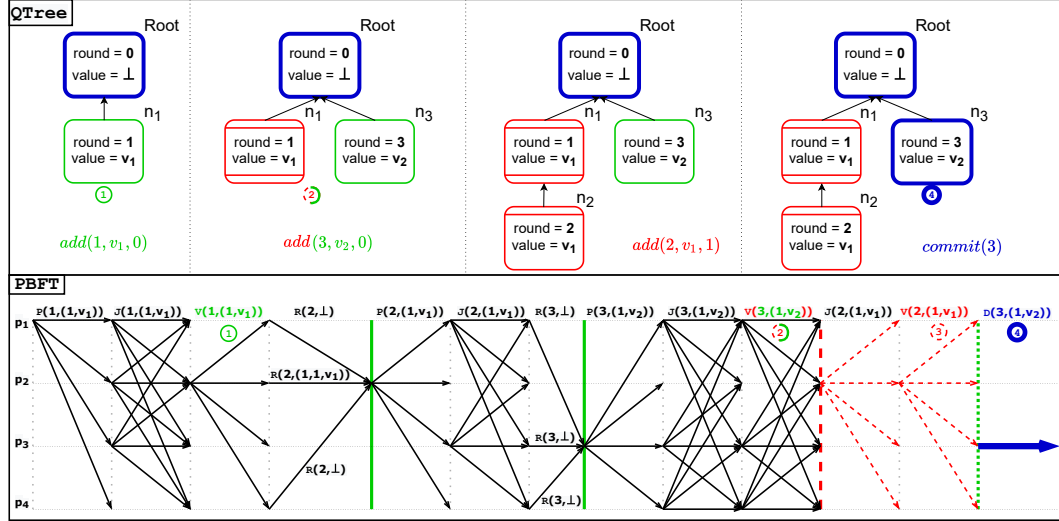 QTree
Root
round = 0
value = ⊥
n1
round = 1
value = v1
1
add(1, v1, 0)
Root
round = 0
value = ⊥
n1
n3
round = 1
value = v1
round = 3
value = v2
2
add(3, v2, 0)
Root
round = 0
value = ⊥
n1
n3
round = 1
value = v1
round = 3
value = v2
n2
round = 2
value = v1
add(2, v1, 1)
Root
round = 0
value = ⊥
n1
n3
round = 1
value = v1
round = 3
value = v2
4
n2
round = 2
value = v1
commit(3)
PBFT
P(1,(1,v1)) J(1,(1,v1)) V(1,(1,v1)) R(2,⊥) P(2,(1,v1)) J(2,(1,v1)) R(3,⊥) P(3,(1,v2)) J(3,(1,v2)) V(3,(1,v2)) J(2,(1,v1)) V(2,(1,v1)) D(3,(1,v2))
p1
1 2 3 4
p2
R(2,(1,1,v1))
p3
R(3,⊥)
R(2,⊥)
R(3,⊥)
p4